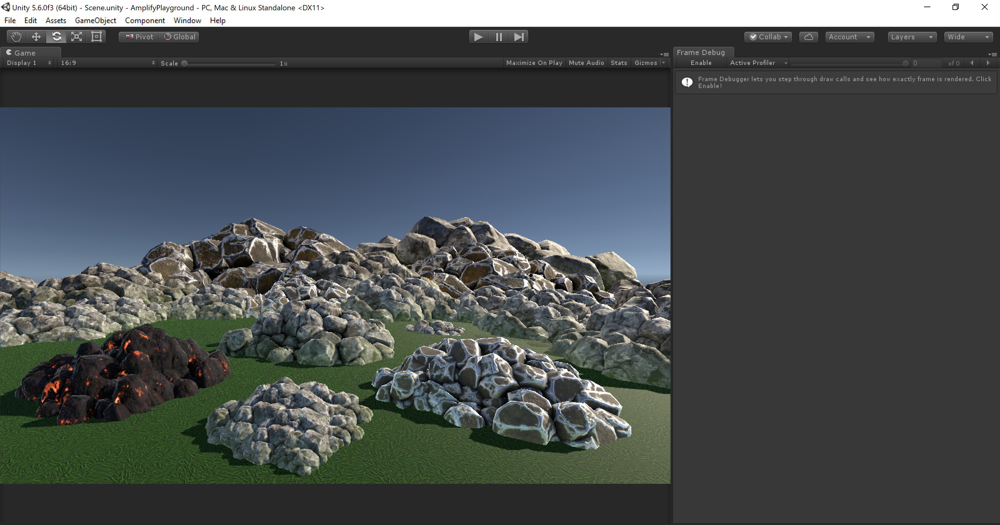 Unity 5.6.0f3 (64bit) - Scene.unity - AmplifyPlayground - PC, Mac & Linux Standalone <DX11>
File Edit Assets GameObject Component Window Help
Pivot Global Collab Account Layers Wide
Game
Display 1 16:9 Scale 1x Maximize On Play Mute Audio Stats Gizmos
Frame Debug
Enable Active Profiler 0 of 0
Frame Debugger lets you step through draw calls and see how exactly frame is rendered. Click
Enable!